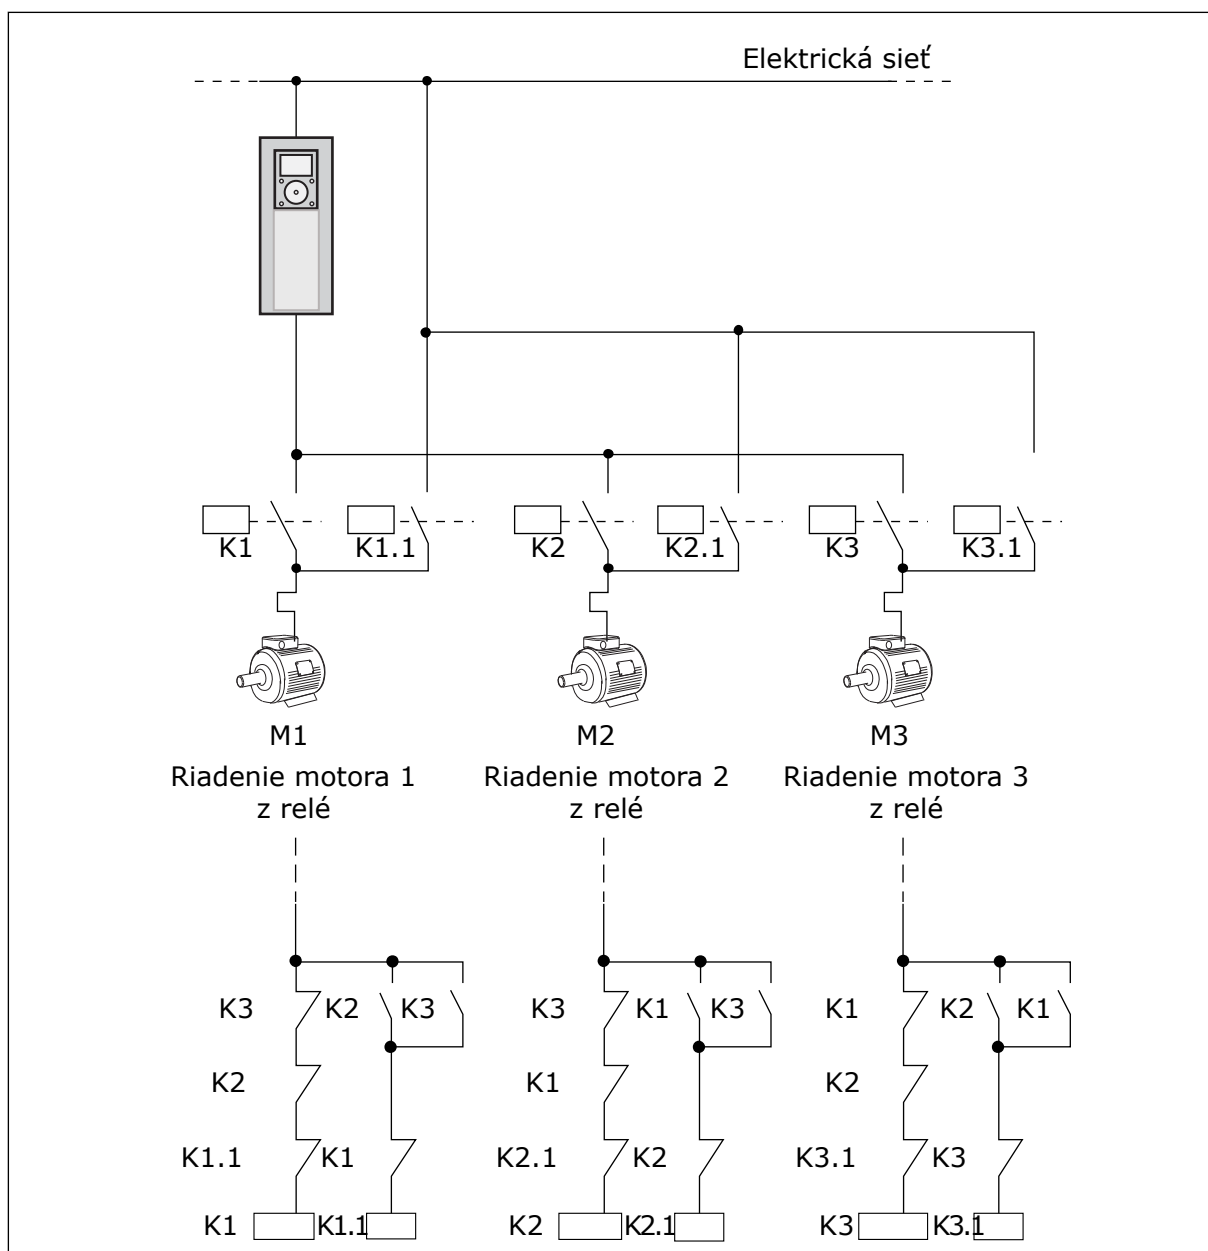 Elektrická sieť
K1 K1.1 K2 K2.1 K3 K3.1
M1 M2 M3
Riadenie motora 1 Riadenie motora 2 Riadenie motora 3
z relé z relé z relé
K3 K2 K3 K3 K1 K3 K1 K2 K1
K2 K1 K2
K1.1 K1 K2.1 K2 K3.1 K3
K1 K1.1 K2 K2.1 K3 K3.1